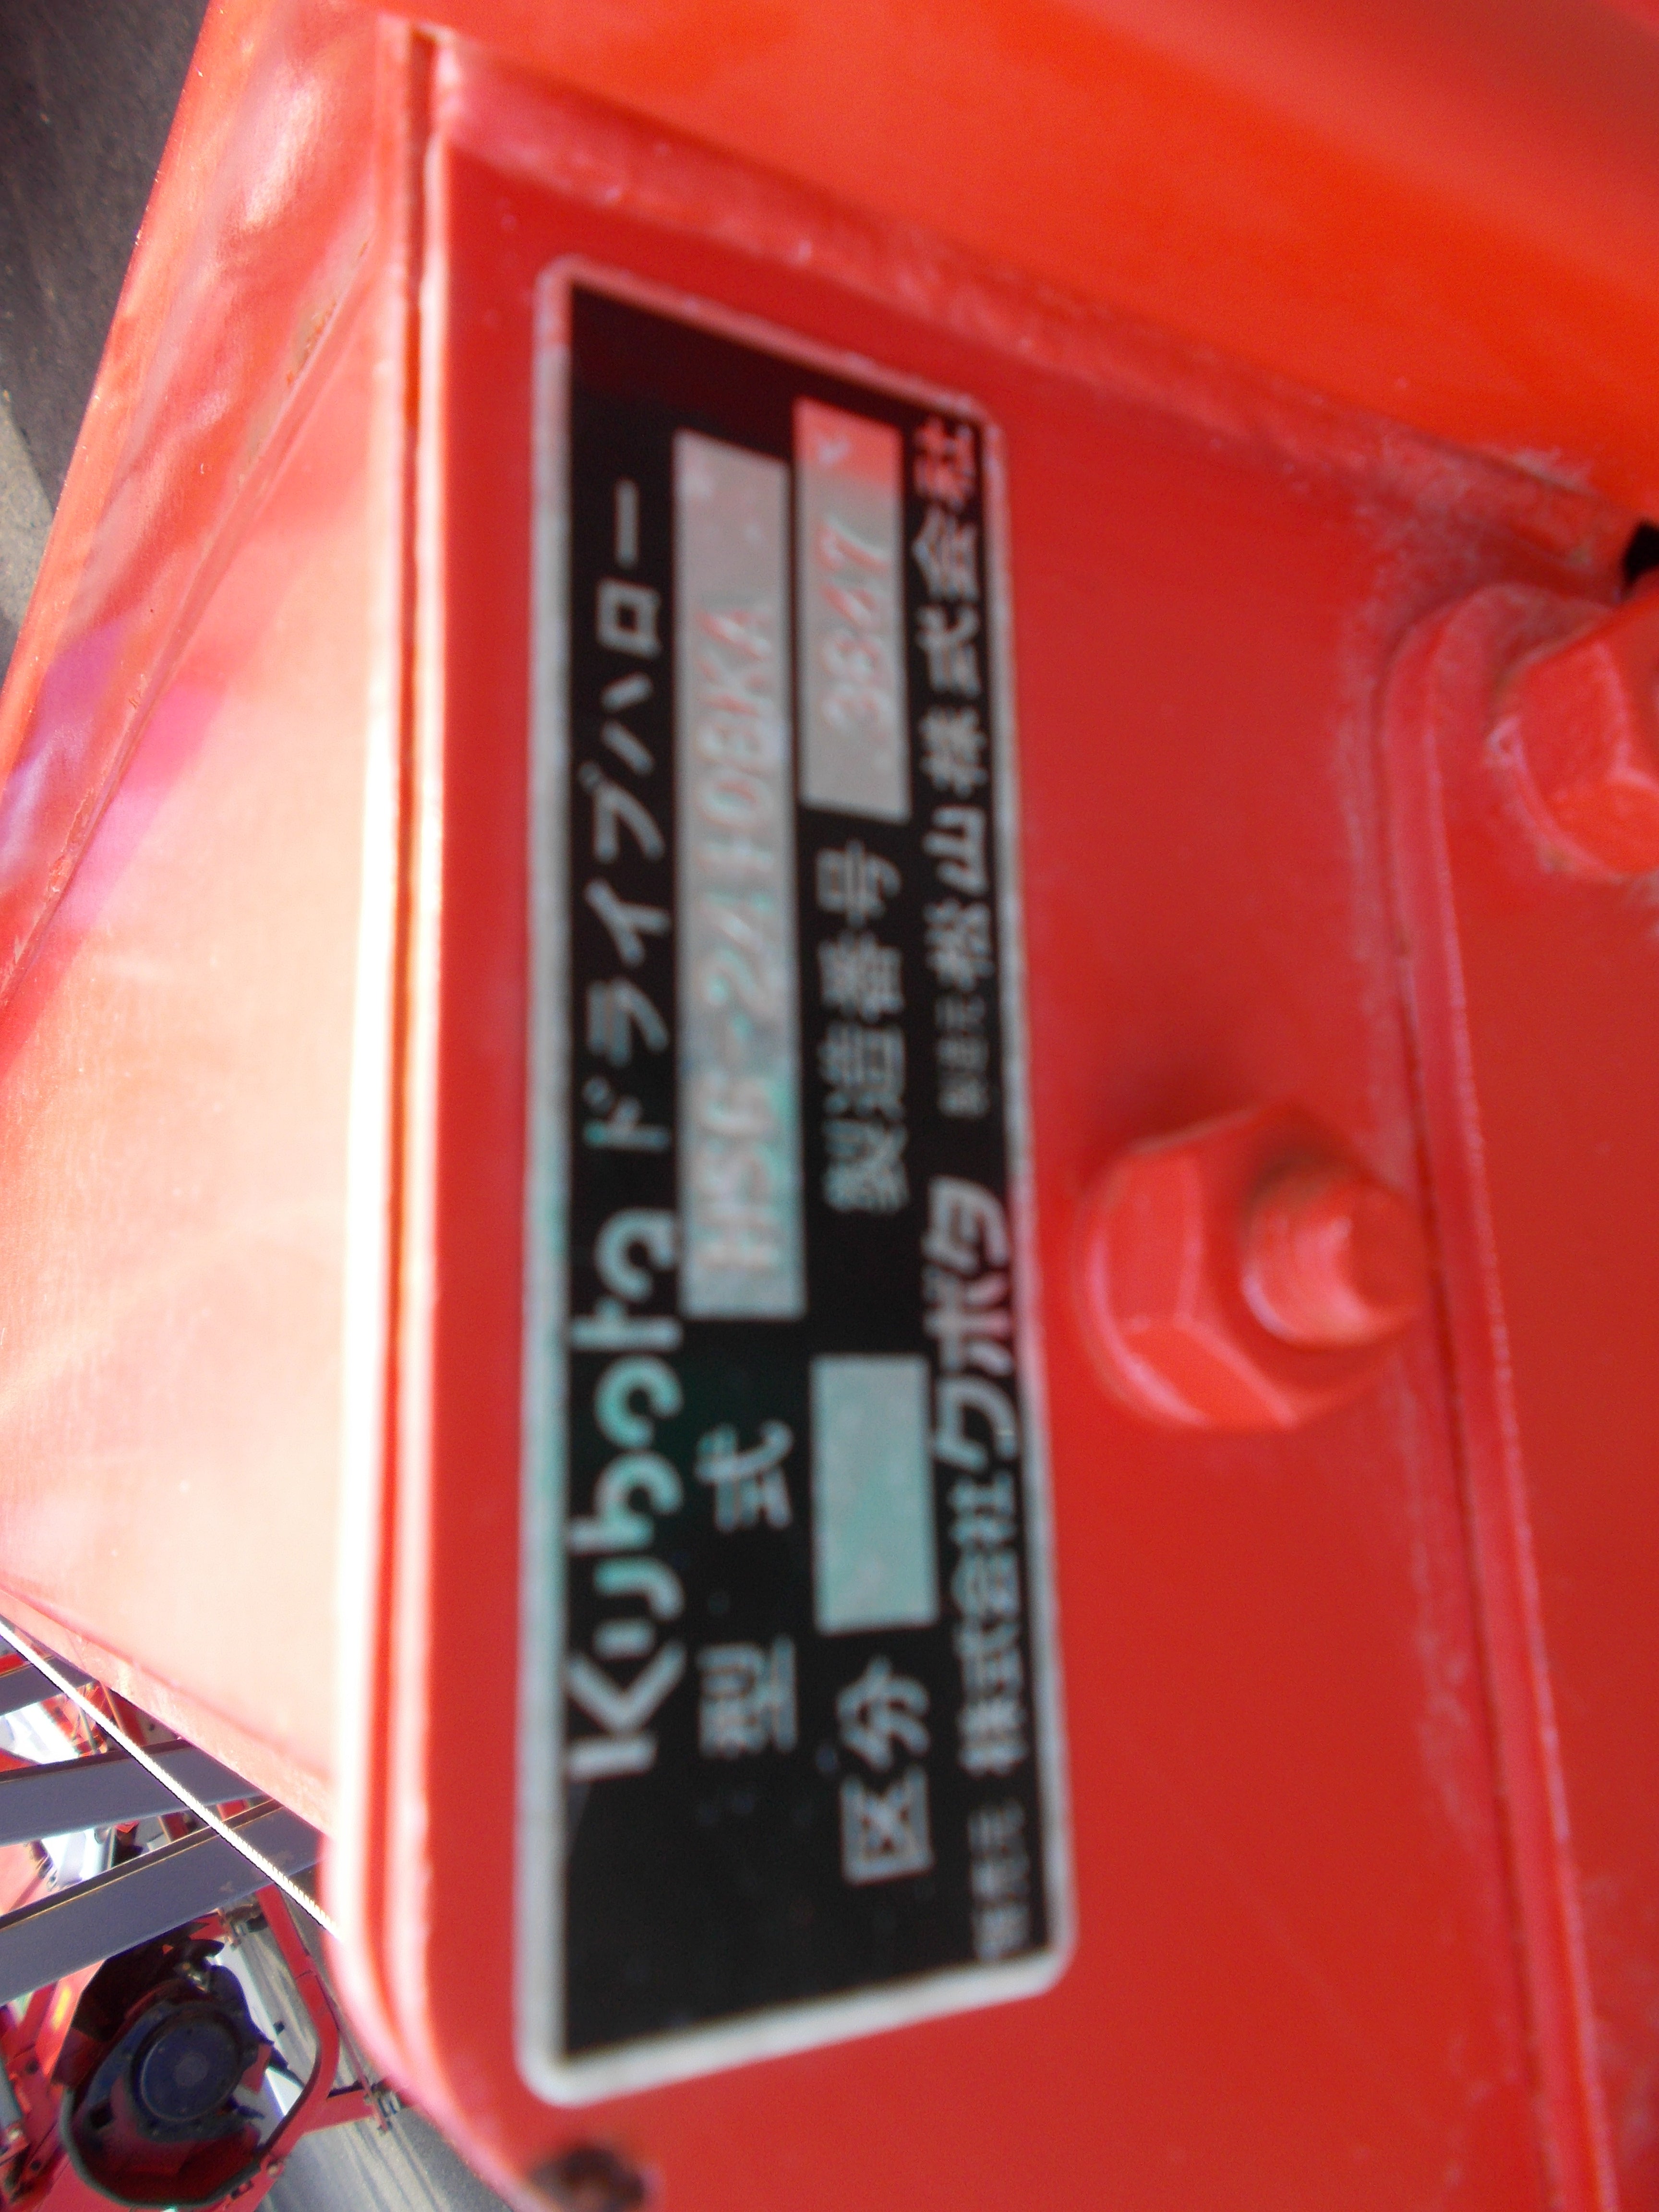 Kubota ドライブハロー
型式 HS6-2410BKA
区分 製造番号 3847
販売元 株式会社クボタ 製造元 松山株式会社